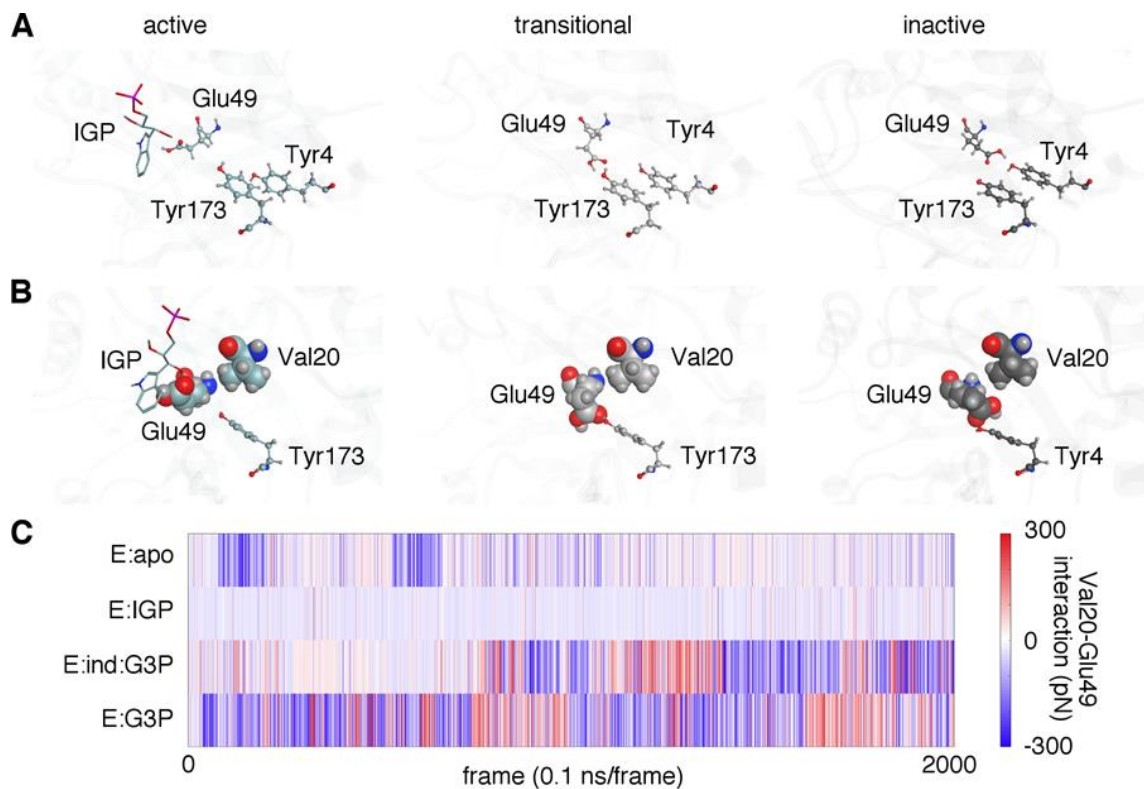 A
active
transitional
inactive
IGP
Glu49
Tyr4
Tyr173
Glu49
Tyr4
Tyr173
Glu49
Tyr4
Tyr173
B
IGP
Val20
Glu49
Tyr173
Val20
Glu49
Tyr173
Val20
Glu49
Tyr4
C
E:apo
E:IGP
E:ind:G3P
E:G3P
0
2000
frame (0.1 ns/frame)
300
0
-300
Val20-Glu49
interaction (pN)